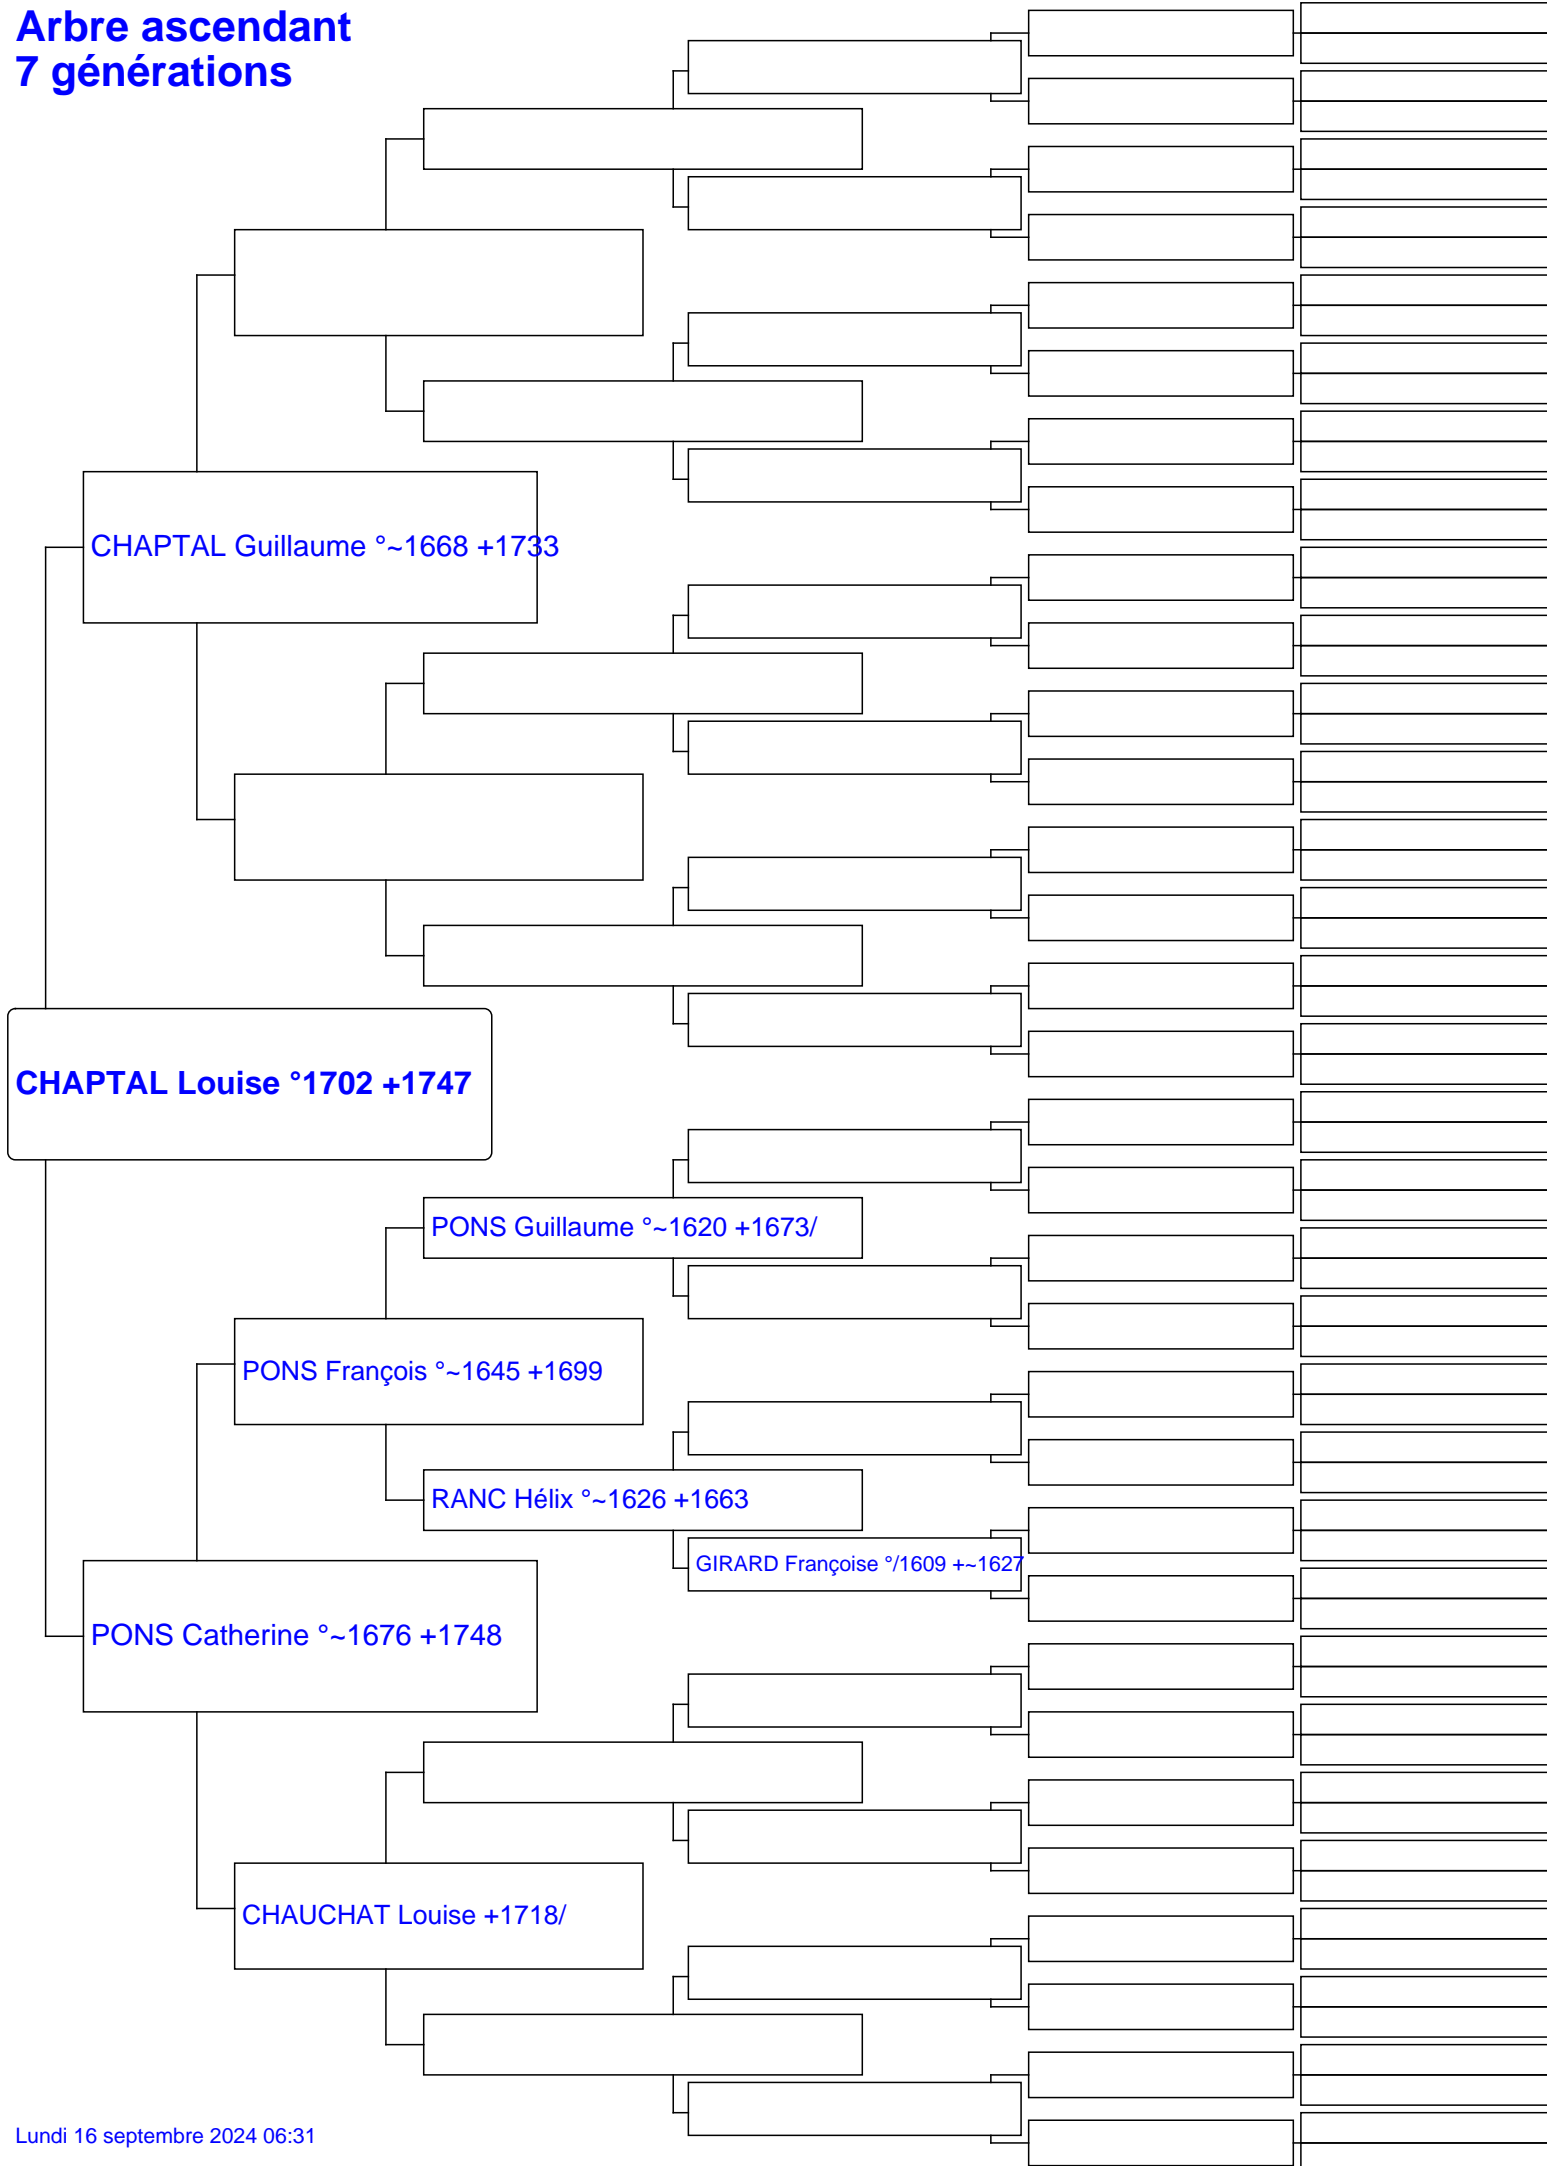 Arbre ascendant
7 générations
CHAPTAL Guillaume °~1668 +1733
CHAPTAL Louise °1702 +1747
PONS Guillaume °~1620 +1673/
PONS François °~1645 +1699
RANC Hélix °~1626 +1663
GIRARD Françoise °/1609 +~1627
PONS Catherine °~1676 +1748
CHAUCHAT Louise +1718/
Lundi 16 septembre 2024 06:31